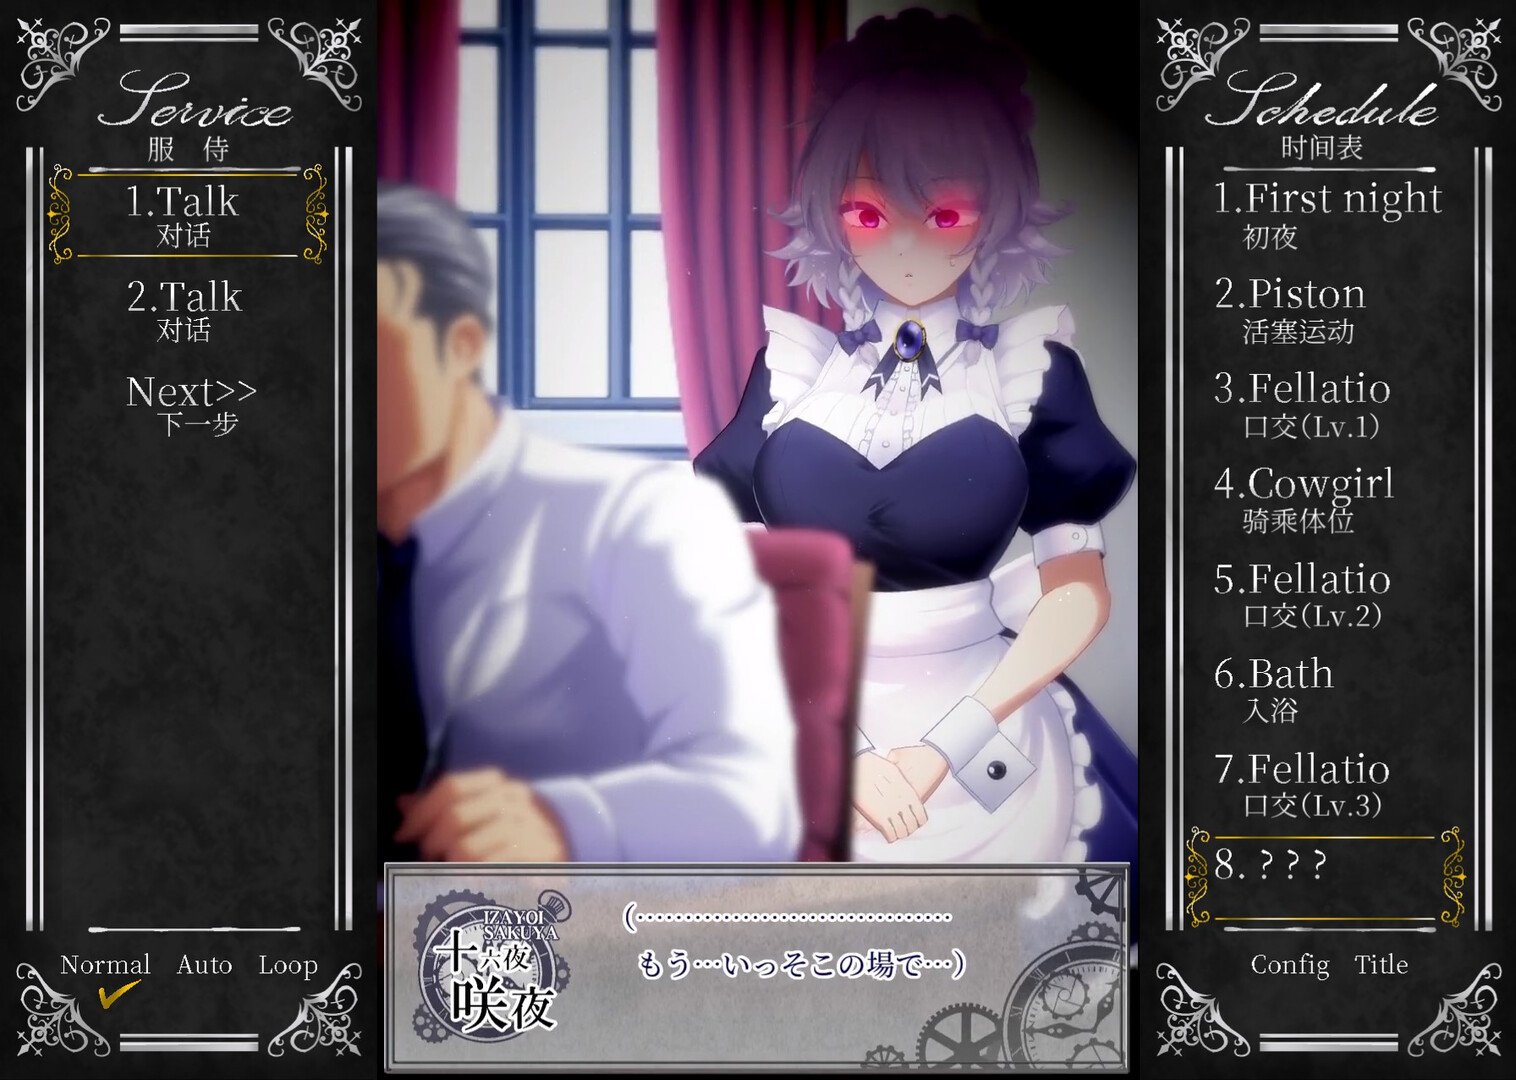 Service
服 侍
1.Talk
对话
2.Talk
对话
Next>>
下一步
Normal Auto Loop
IZAYOI
SAKUYA
十六夜
咲夜
(………………………………
もう…いっそこの場で…)
Schedule
时间表
1.First night
初夜
2.Piston
活塞运动
3.Fellatio
口交(Lv.1)
4.Cowgirl
骑乘体位
5.Fellatio
口交(Lv.2)
6.Bath
入浴
7.Fellatio
口交(Lv.3)
8.？？？
Config Title